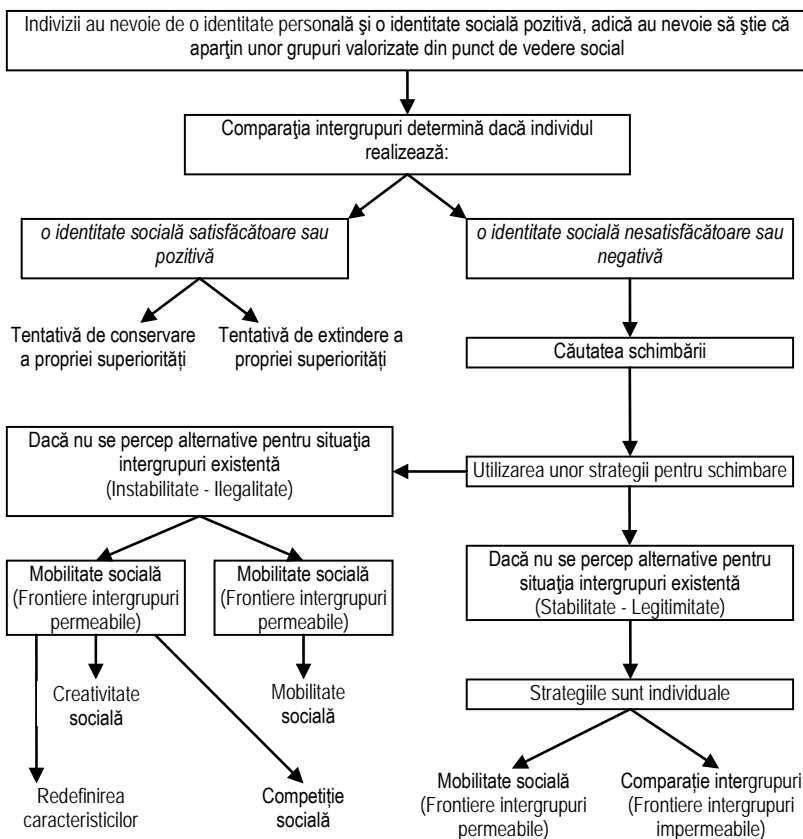 Indivizii au nevoie de o identitate personală şi o identitate socială pozitivă, adică au nevoie să ştie că
aparţin unor grupuri valorizate din punct de vedere social
Comparaţia intergrupuri determină dacă individul
realizează:
o identitate socială satisfăcătoare sau
pozitivă
o identitate socială nesatisfăcătoare sau
negativă
Tentativă de conservare
a propriei superiorităţi
Tentativă de extindere a
propriei superiorităţi
Căutatea schimbării
Dacă nu se percep alternative pentru situaţia
intergrupuri existentă
(Instabilitate - Ilegalitate)
Utilizarea unor strategii pentru schimbare
Mobilitate socială
(Frontiere intergrupuri
permeabile)
Mobilitate socială
(Frontiere intergrupuri
permeabile)
Dacă nu se percep alternative pentru
situaţia intergrupuri existentă
(Stabilitate - Legitimitate)
Creativitate
socială
Mobilitate
socială
Strategiile sunt individuale
Redefinirea
caracteristicilor
Competiţie
socială
Mobilitate socială
(Frontiere intergrupuri
permeabile)
Comparaţie intergrupuri
(Frontiere intergrupuri
impermeabile)